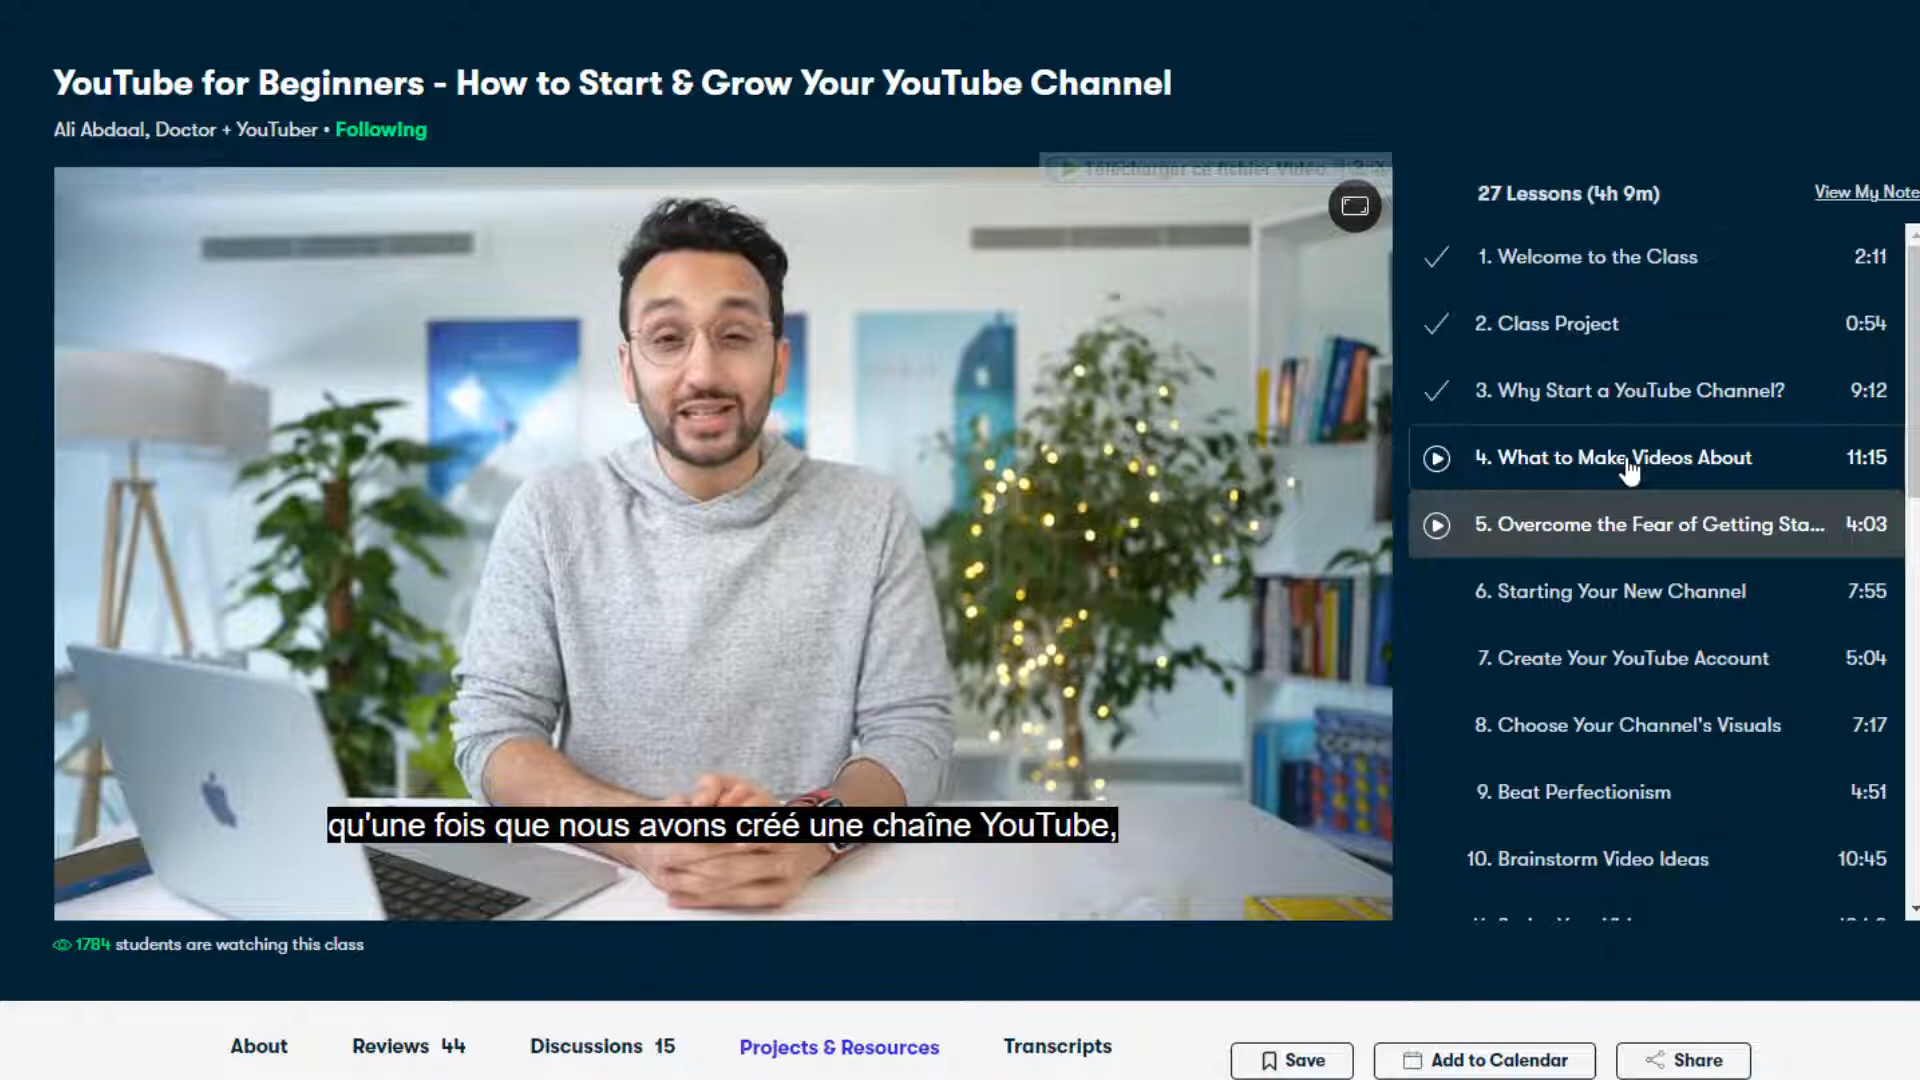 YouTube for Beginners - How to Start & Grow Your YouTube Channel
Ali Abdaal, Doctor + YouTuber • Following
Télécharger ce fichier Vidéo
27 Lessons (4h 9m)
View My Note
1. Welcome to the Class 2:11
2. Class Project 0:54
3. Why Start a YouTube Channel? 9:12
4. What to Make Videos About 11:15
5. Overcome the Fear of Getting Sta... 4:03
6. Starting Your New Channel 7:55
7. Create Your YouTube Account 5:04
8. Choose Your Channel's Visuals 7:17
9. Beat Perfectionism 4:51
10. Brainstorm Video Ideas 10:45
qu'une fois que nous avons créé une chaîne YouTube,
1784 students are watching this class
About Reviews 44 Discussions 15 Projects & Resources Transcripts
Save Add to Calendar Share